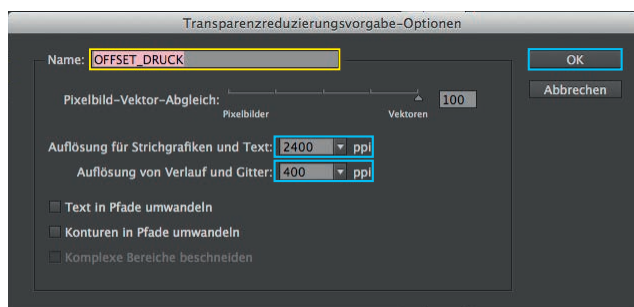 Transparenzreduzierungsvorgabe-Optionen
Name: OFFSET_DRUCK
OK
Pixelbild-Vektor-Abgleich: 100
Abbrechen
Pixelbilder Vektoren
Auflösung für Strichgrafiken und Text: 2400 ppi
Auflösung von Verlauf und Gitter: 400 ppi
Text in Pfade umwandeln
Konturen in Pfade umwandeln
Komplexe Bereiche beschneiden